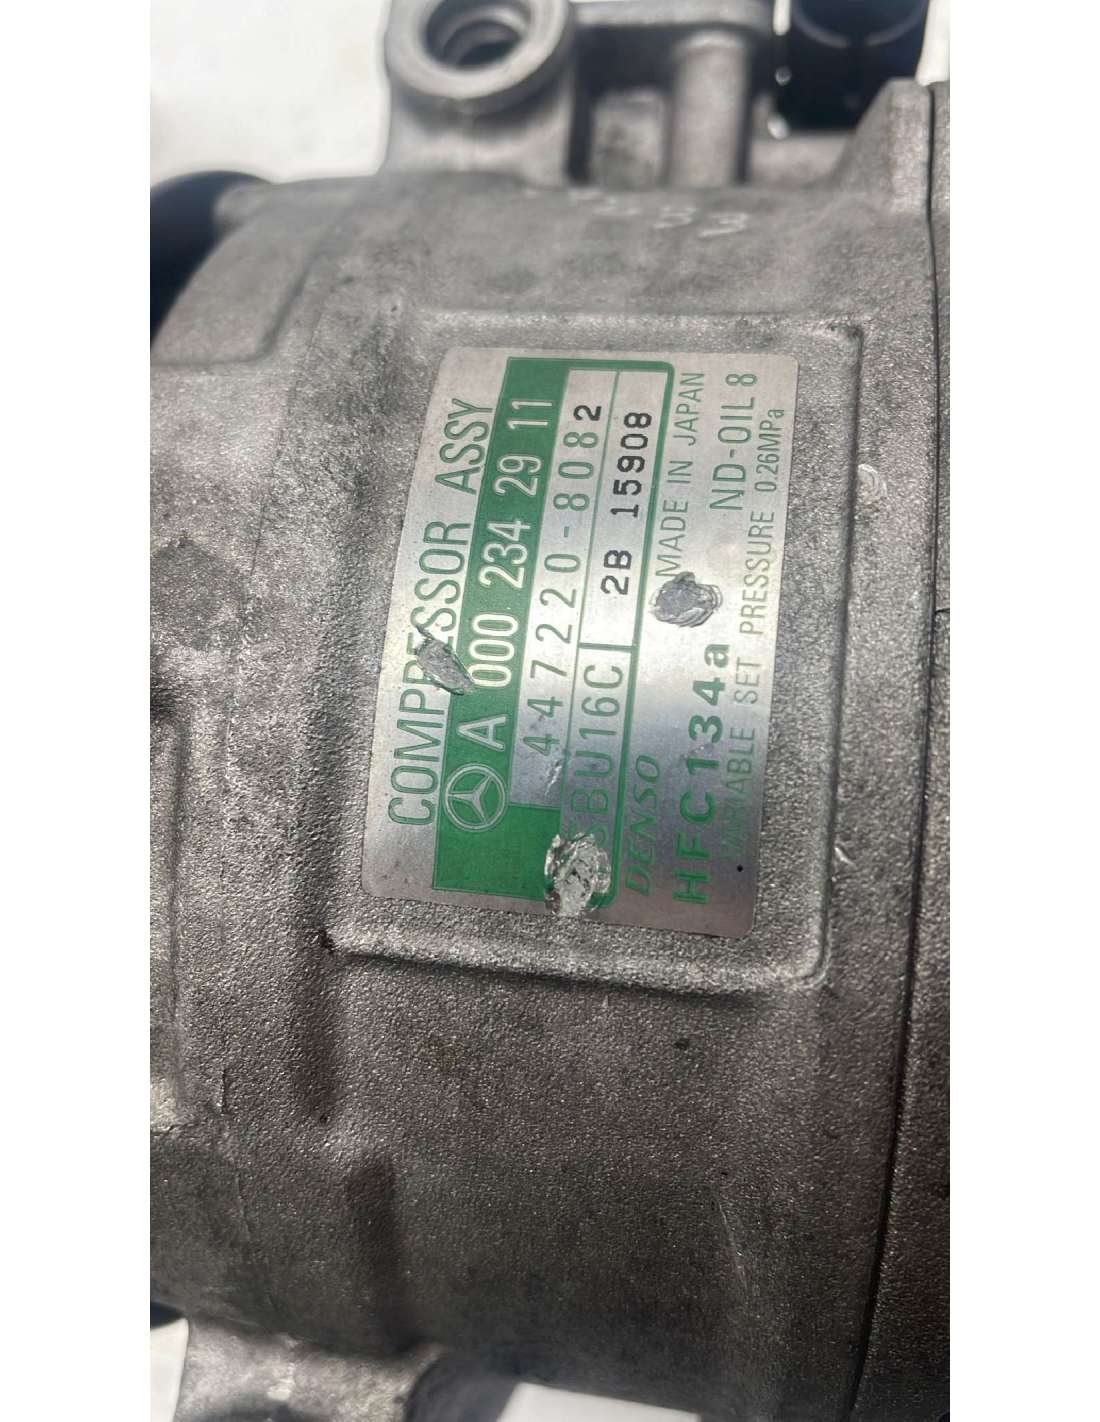 COMPRESSOR ASSY
A 000 234 29 11
447220-8082
6SBU16C 2B 15908
DENSO MADE IN JAPAN
HFC134a ND-OIL 8
VARIABLE SET PRESSURE 0.26MPa